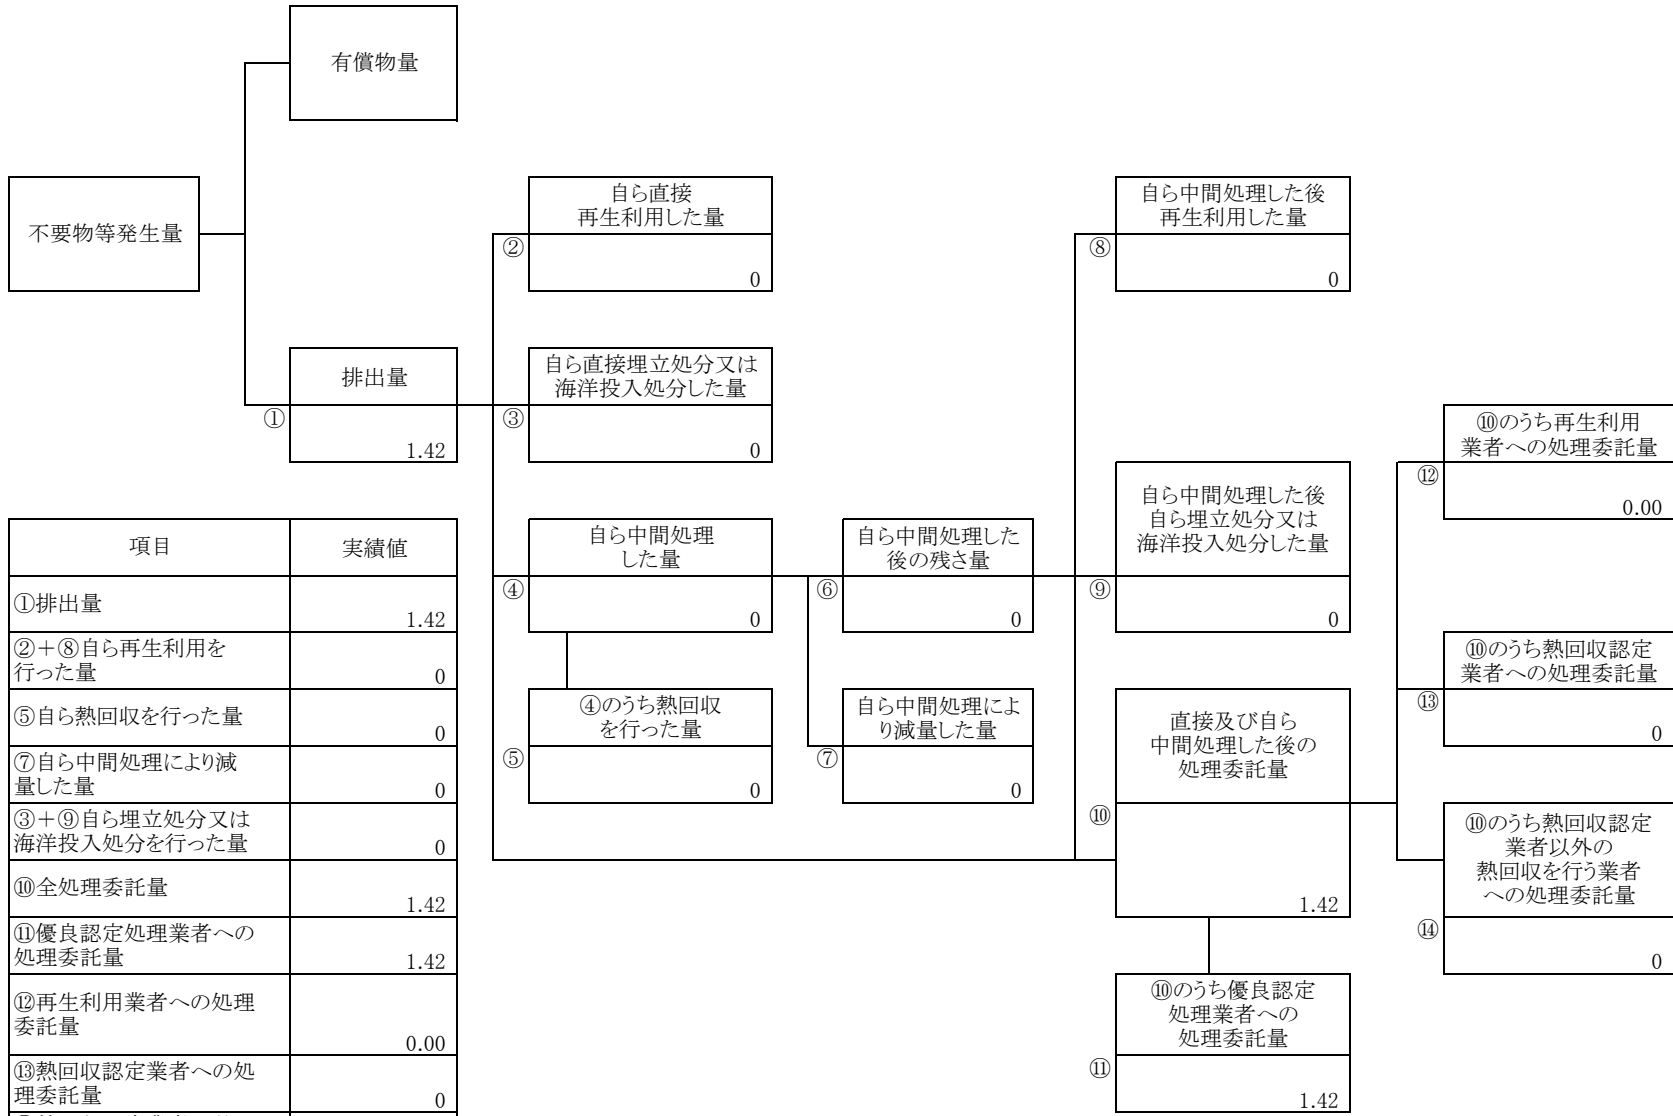 有償物量
不要物等発生量
自ら直接
再生利用した量
②
0
自ら中間処理した後
再生利用した量
⑧
0
排出量
①
1.42
自ら直接埋立処分又は
海洋投入処分した量
③
0
⑩のうち再生利用
業者への処理委託量
⑫
0.00
自ら中間処理
した量
④
0
自ら中間処理した
後の残さ量
⑥
0
自ら中間処理した後
自ら埋立処分又は
海洋投入処分した量
⑨
0
⑩のうち熱回収認定
業者への処理委託量
⑬
0
④のうち熱回収
を行った量
⑤
0
自ら中間処理によ
り減量した量
⑦
0
直接及び自ら
中間処理した後の
処理委託量
⑩
1.42
⑩のうち熱回収認定
業者以外の
熱回収を行う業者
への処理委託量
⑭
0
⑩のうち優良認定
処理業者への
処理委託量
⑪
1.42
項目
実績値
①排出量
1.42
②＋⑧自ら再生利用を
行った量
0
⑤自ら熱回収を行った量
0
⑦自ら中間処理により減
量した量
0
③＋⑨自ら埋立処分又は
海洋投入処分を行った量
0
⑩全処理委託量
1.42
⑪優良認定処理業者への
処理委託量
1.42
⑫再生利用業者への処理
委託量
0.00
⑬熱回収認定業者への処
理委託量
0